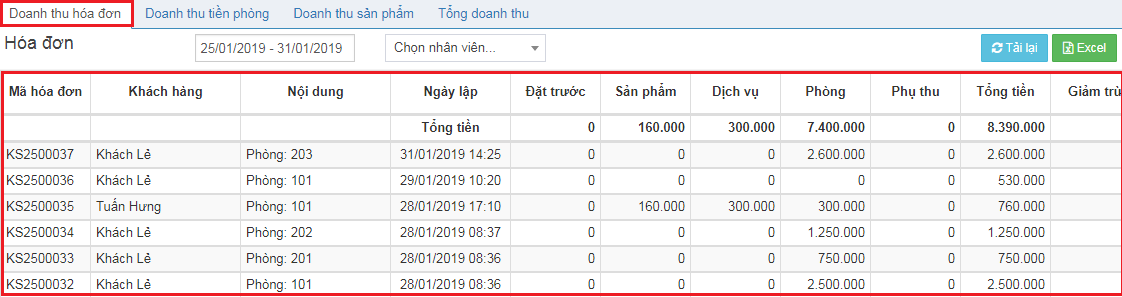 Doanh thu hóa đơn Doanh thu tiền phòng Doanh thu sản phẩm Tổng doanh thu
Hóa đơn 25/01/2019 - 31/01/2019 Chọn nhân viên... Tải lại Excel
Mã hóa đơn Khách hàng Nội dung Ngày lập Đặt trước Sản phẩm Dịch vụ Phòng Phụ thu Tổng tiền Giảm trừ
Tổng tiền 0 160.000 300.000 7.400.000 0 8.390.000
KS2500037 Khách Lẻ Phòng: 203 31/01/2019 14:25 0 0 0 2.600.000 0 2.600.000
KS2500036 Khách Lẻ Phòng: 101 29/01/2019 10:20 0 0 0 0 0 530.000
KS2500035 Tuấn Hưng Phòng: 101 28/01/2019 17:10 0 160.000 300.000 300.000 0 760.000
KS2500034 Khách Lẻ Phòng: 202 28/01/2019 08:37 0 0 0 1.250.000 0 1.250.000
KS2500033 Khách Lẻ Phòng: 201 28/01/2019 08:36 0 0 0 750.000 0 750.000
KS2500032 Khách Lẻ Phòng: 101 28/01/2019 08:36 0 0 0 2.500.000 0 2.500.000